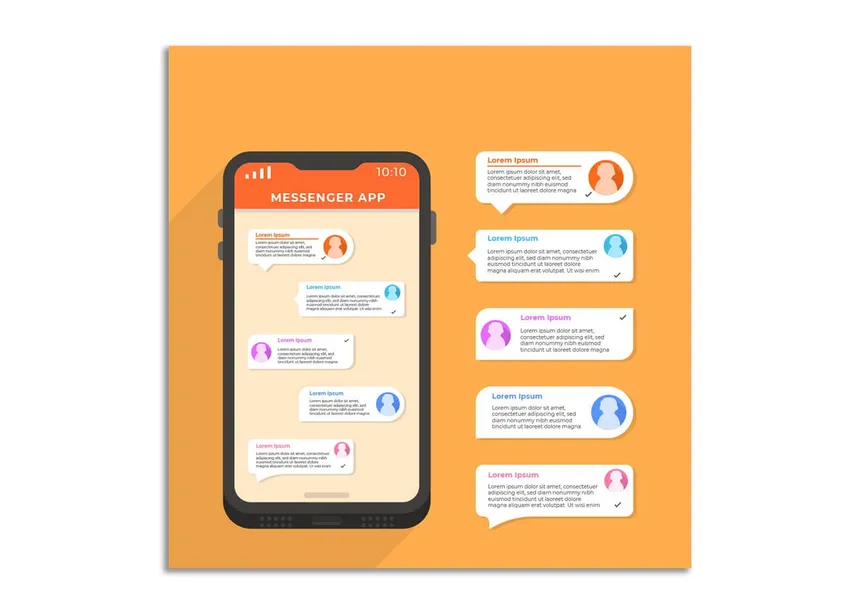 10:10
MESSENGER APP
Lorem Ipsum
Lorem ipsum dolor sit amet,
consectetuer adipiscing elit, sed
diam nonummy nibh euismod
tincidunt ut laoreet dolore magna
Lorem Ipsum
Lorem ipsum dolor sit amet, consectetuer
adipiscing elit, sed diam nonummy nibh
euismod tincidunt ut laoreet dolore
magna aliquam erat volutpat. Ut wisi enim
Lorem Ipsum
Lorem ipsum dolor sit amet,
consectetuer adipiscing elit, sed
diam nonummy nibh euismod
tincidunt ut laoreet dolore magna
Lorem Ipsum
Lorem ipsum dolor sit amet,
consectetuer adipiscing elit, sed
diam nonummy nibh euismod
tincidunt ut laoreet dolore magna
Lorem Ipsum
Lorem ipsum dolor sit amet, consectetuer
adipiscing elit, sed diam nonummy nibh
euismod tincidunt ut laoreet dolore
magna aliquam erat volutpat. Ut wisi enim
Lorem Ipsum
Lorem ipsum dolor sit amet,
consectetuer adipiscing elit, sed
diam nonummy nibh euismod
tincidunt ut laoreet dolore magna
Lorem Ipsum
Lorem ipsum dolor sit amet, consectetuer
adipiscing elit, sed diam nonummy nibh
euismod tincidunt ut laoreet dolore
magna aliquam erat volutpat. Ut wisi enim
Lorem Ipsum
Lorem ipsum dolor sit amet,
consectetuer adipiscing elit, sed
diam nonummy nibh euismod
tincidunt ut laoreet dolore magna
Lorem Ipsum
Lorem ipsum dolor sit amet,
consectetuer adipiscing elit, sed
diam nonummy nibh euismod
tincidunt ut laoreet dolore magna
Lorem Ipsum
Lorem ipsum dolor sit amet, consectetuer
adipiscing elit, sed diam nonummy nibh
euismod tincidunt ut laoreet dolore
magna aliquam erat volutpat. Ut wisi enim